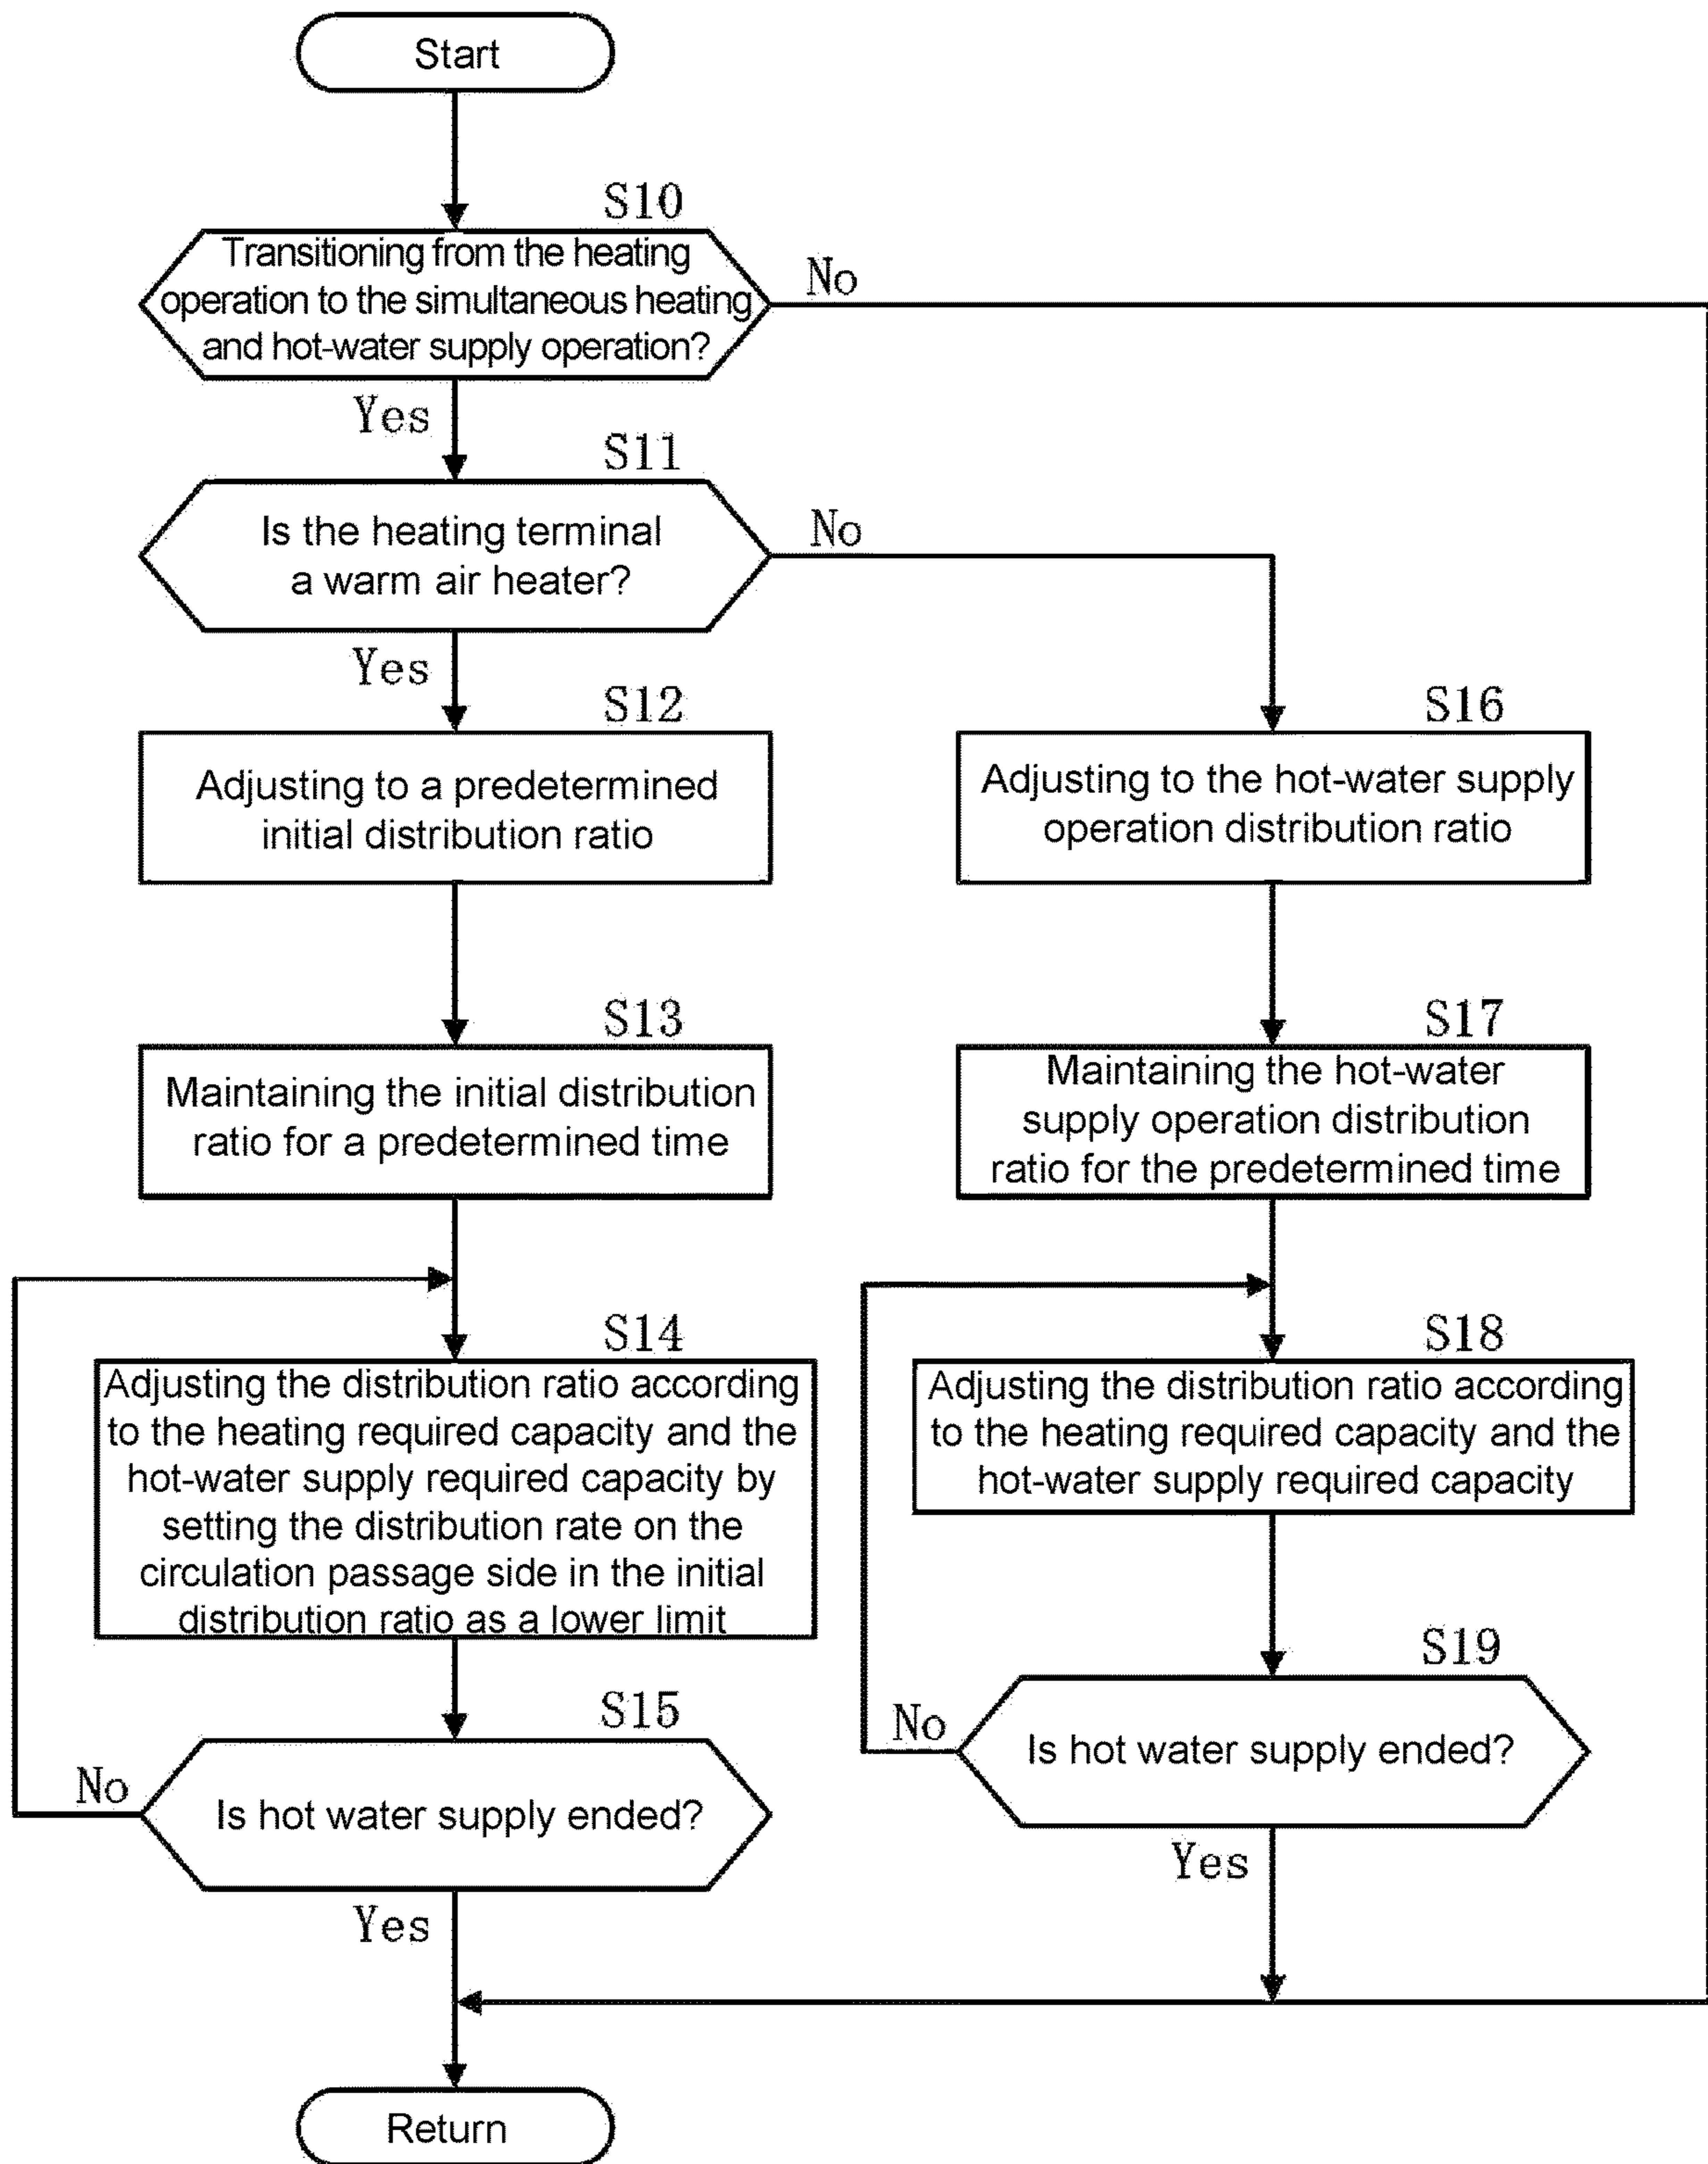 Start
S10
Transitioning from the heating
operation to the simultaneous heating
and hot-water supply operation?
No
Yes
S11
Is the heating terminal
a warm air heater?
No
Yes
S12
Adjusting to a predetermined
initial distribution ratio
S16
Adjusting to the hot-water supply
operation distribution ratio
S13
Maintaining the initial distribution
ratio for a predetermined time
S17
Maintaining the hot-water
supply operation distribution
ratio for the predetermined time
S14
Adjusting the distribution ratio according
to the heating required capacity and the
hot-water supply required capacity by
setting the distribution rate on the
circulation passage side in the initial
distribution ratio as a lower limit
S18
Adjusting the distribution ratio according
to the heating required capacity and the
hot-water supply required capacity
S15
Is hot water supply ended?
No
Yes
S19
Is hot water supply ended?
No
Yes
Return